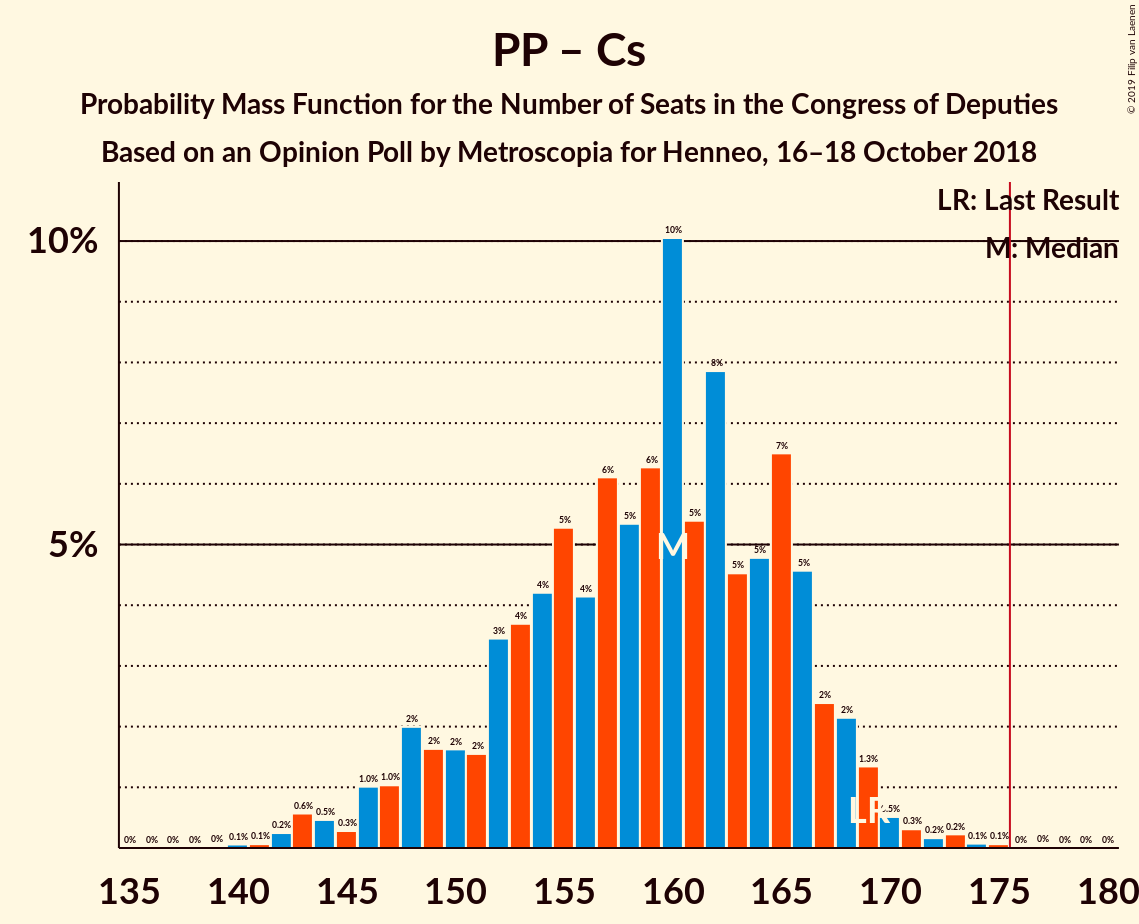 PP – Cs
Probability Mass Function for the Number of Seats in the Congress of Deputies
Based on an Opinion Poll by Metroscopia for Henneo, 16–18 October 2018
© 2019 Filip van Laenen
LR: Last Result
M: Median
10%
5%
0% 0% 0% 0% 0% 0.1% 0.1% 0.2% 0.6% 0.5% 0.3% 1.0% 1.0% 2% 2% 2% 2% 3% 4% 4% 5% 4% 6% 5% 6% 10% 5% 8% 5% 5% 7% 5% 2% 2% 1.3% 0.5% 0.3% 0.2% 0.2% 0.1% 0.1% 0% 0% 0% 0% 0%
M
LR
135 140 145 150 155 160 165 170 175 180